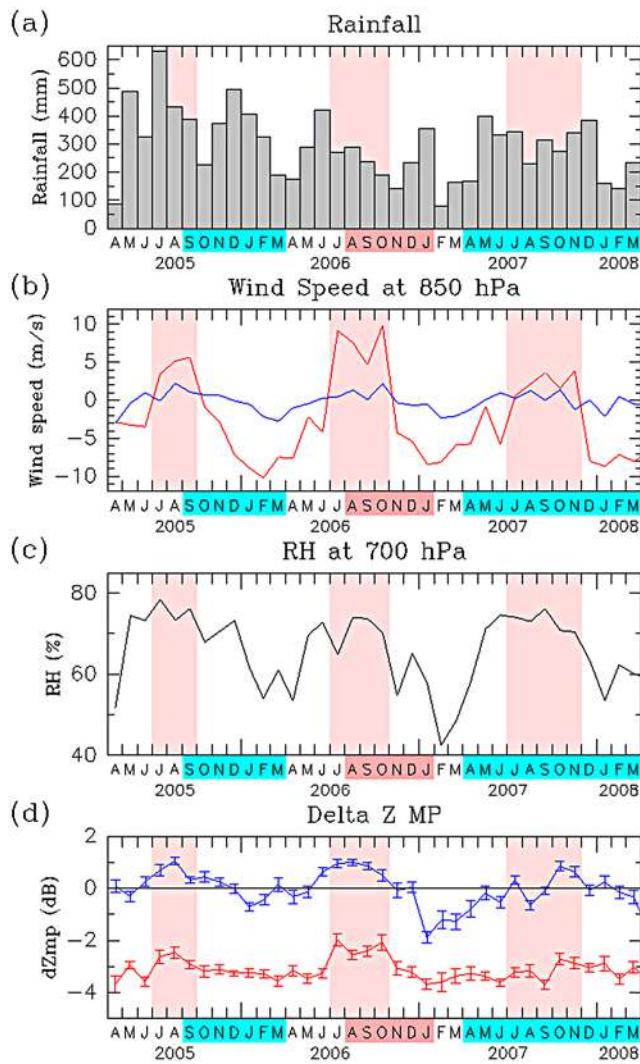 (a) Rainfall
Rainfall (mm)
600
500
400
300
200
100
0
A M J J A S O N D J F M A M J J A S O N D J F M A M J J A S O N D J F M
2005 2006 2007 2008
(b) Wind Speed at 850 hPa
Wind speed (m/s)
10
5
0
−5
−10
A M J J A S O N D J F M A M J J A S O N D J F M A M J J A S O N D J F M
2005 2006 2007 2008
(c) RH at 700 hPa
RH (%)
80
60
40
A M J J A S O N D J F M A M J J A S O N D J F M A M J J A S O N D J F M
2005 2006 2007 2008
(d) Delta Z MP
dZmp (dB)
2
0
−2
−4
A M J J A S O N D J F M A M J J A S O N D J F M A M J J A S O N D J F M
2005 2006 2007 2008